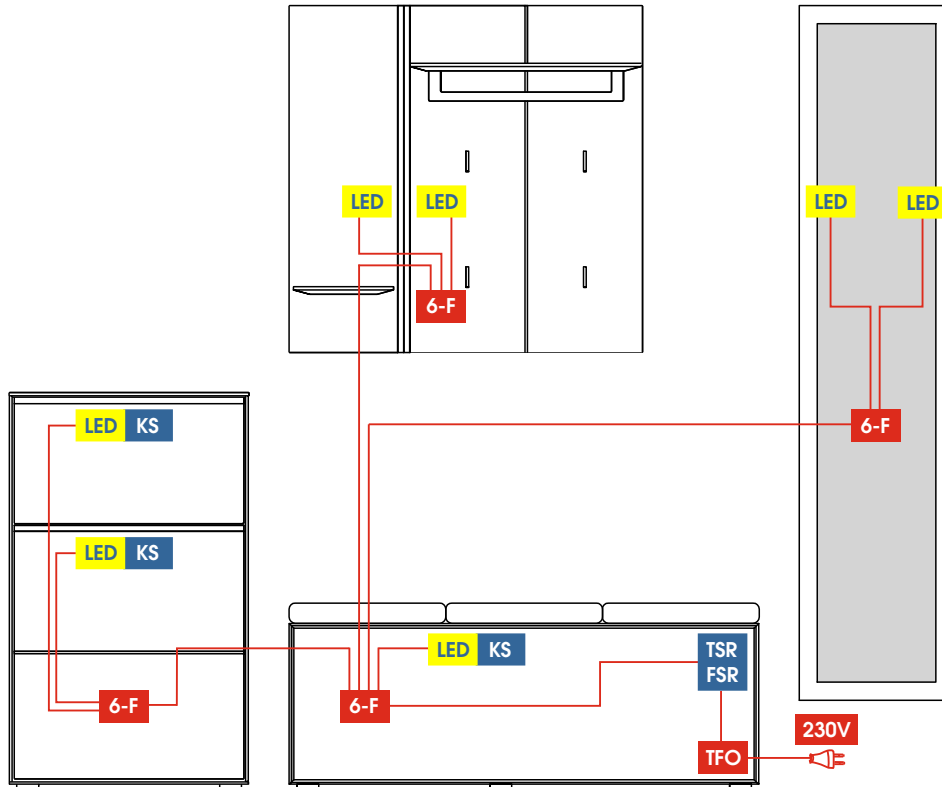 LED LED
LED LED
6-F
LED KS
6-F
LED KS
LED KS
TSR
FSR
6-F
6-F
230V
TFO